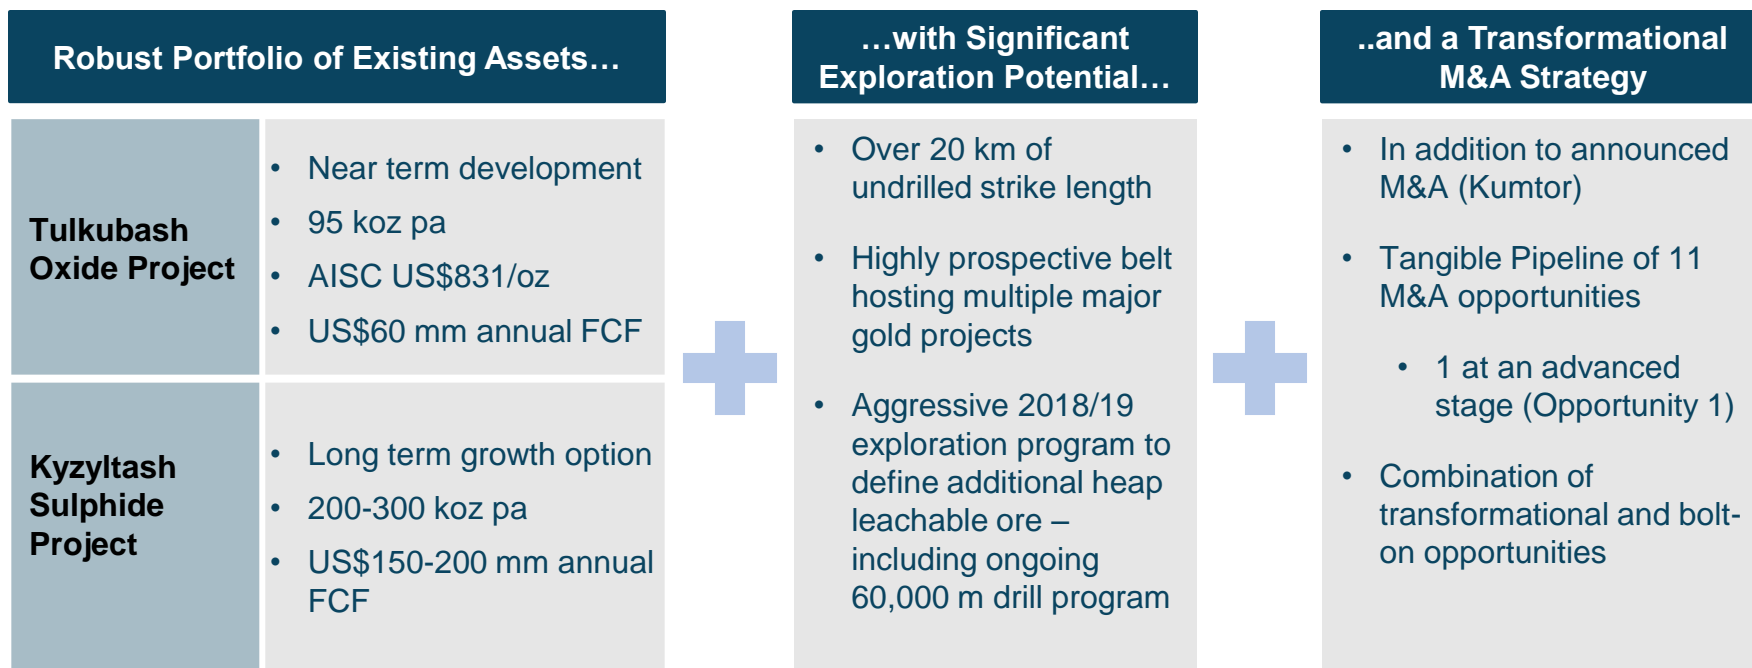 Robust Portfolio of Existing Assets…
Tulkubash
Oxide Project
• Near term development
• 95 koz pa
• AISC US$831/oz
• US$60 mm annual FCF
Kyzyltash
Sulphide
Project
• Long term growth option
• 200-300 koz pa
• US$150-200 mm annual
FCF
…with Significant
Exploration Potential…
• Over 20 km of
undrilled strike length
• Highly prospective belt
hosting multiple major
gold projects
• Aggressive 2018/19
exploration program to
define additional heap
leachable ore –
including ongoing
60,000 m drill program
..and a Transformational
M&A Strategy
• In addition to announced
M&A (Kumtor)
• Tangible Pipeline of 11
M&A opportunities
• 1 at an advanced
stage (Opportunity 1)
• Combination of
transformational and bolt-
on opportunities